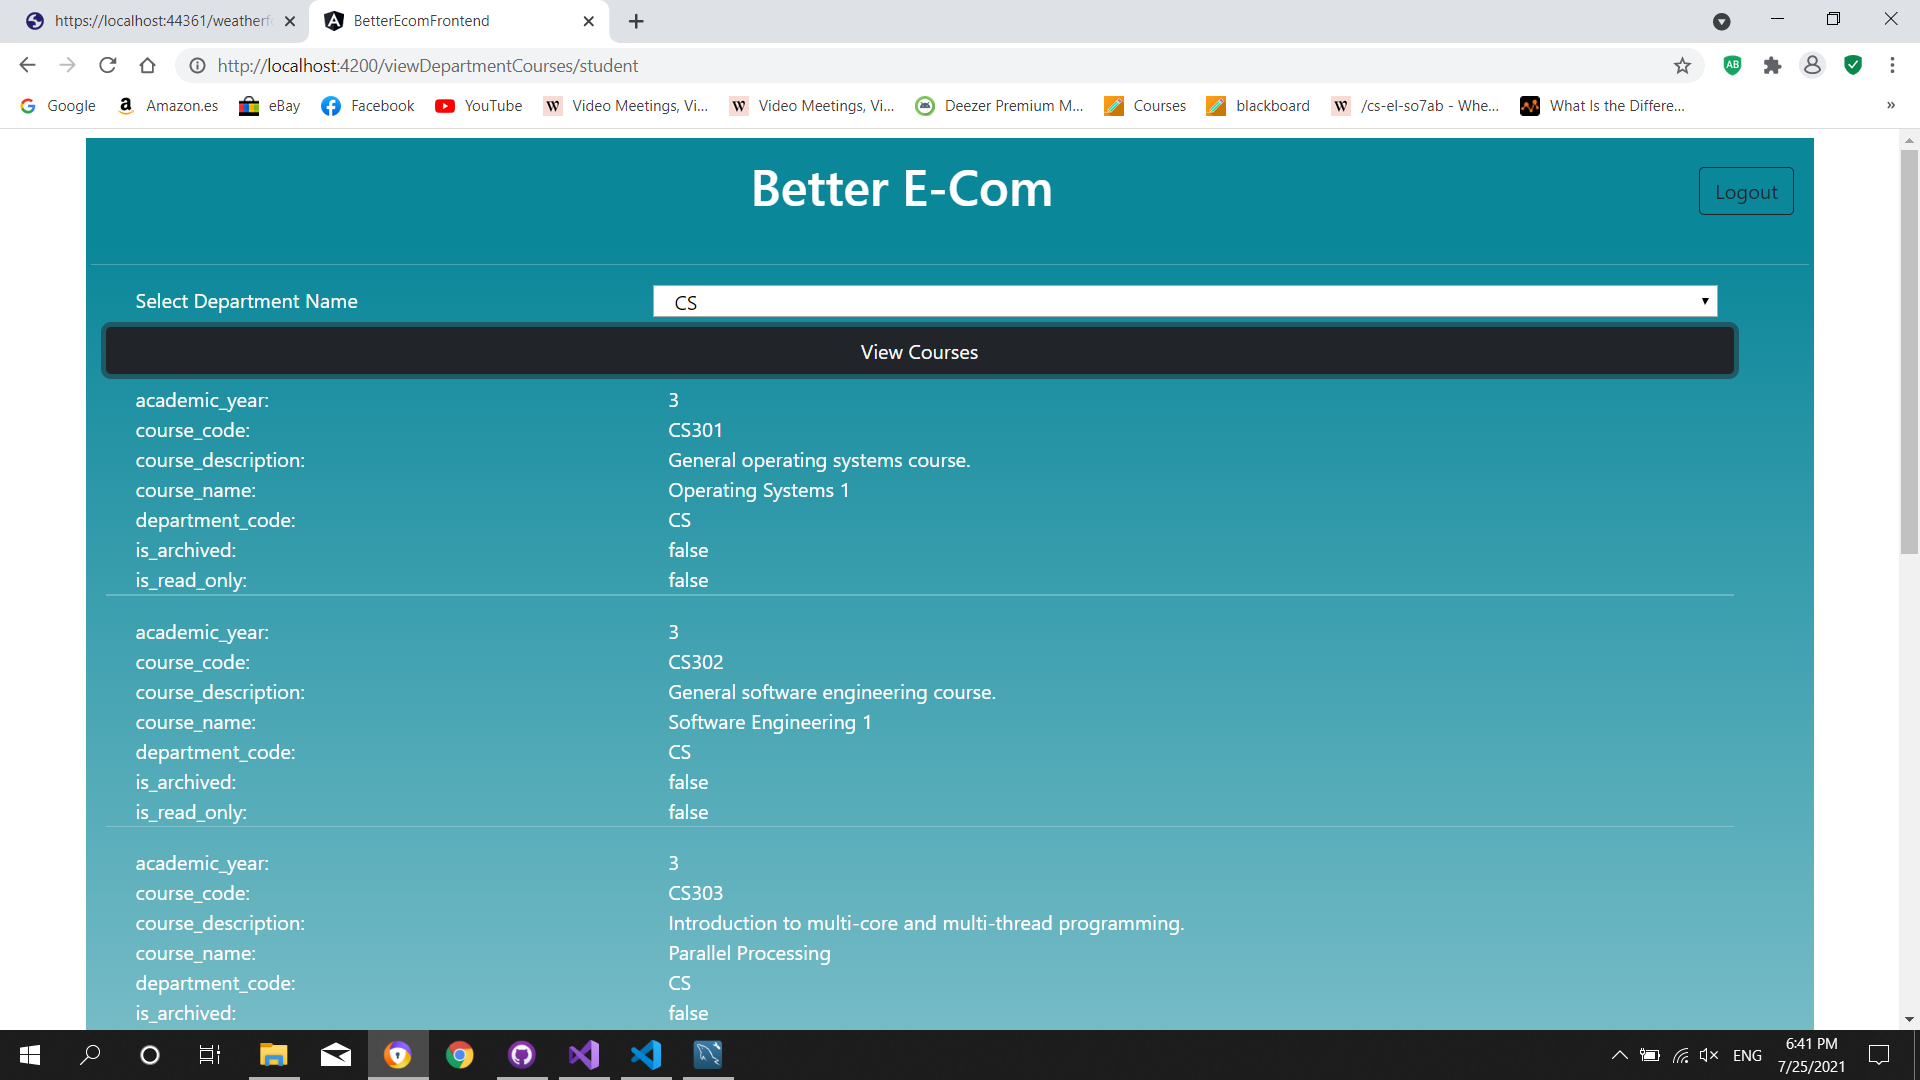 https://localhost:44361/weatherf
BetterEcomFrontend
http://localhost:4200/viewDepartmentCourses/student
AB
Google
Amazon.es
eBay
Facebook
YouTube
Video Meetings, Vi...
Video Meetings, Vi...
Deezer Premium M...
Courses
blackboard
/cs-el-so7ab - Whe...
What Is the Differe...
»
Better E-Com
Logout
Select Department Name CS
View Courses
academic_year: 3
course_code: CS301
course_description: General operating systems course.
course_name: Operating Systems 1
department_code: CS
is_archived: false
is_read_only: false
academic_year: 3
course_code: CS302
course_description: General software engineering course.
course_name: Software Engineering 1
department_code: CS
is_archived: false
is_read_only: false
academic_year: 3
course_code: CS303
course_description: Introduction to multi-core and multi-thread programming.
course_name: Parallel Processing
department_code: CS
is_archived: false
ENG
6:41 PM
7/25/2021